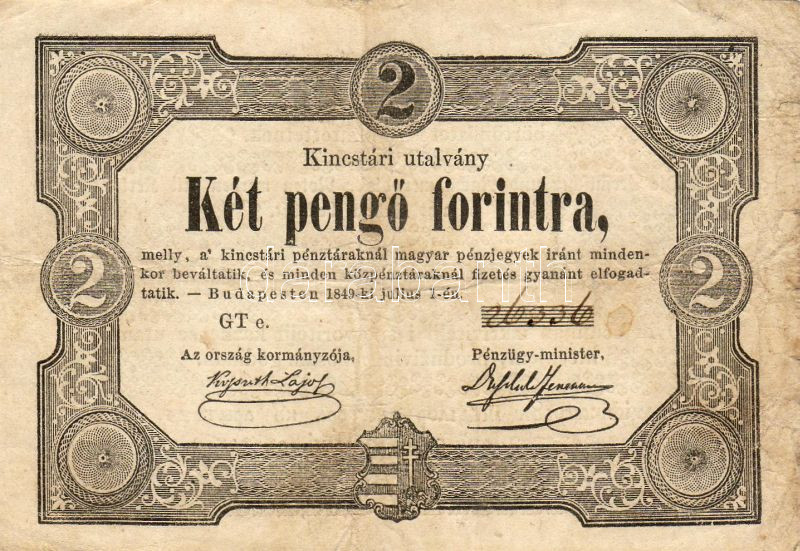 2
Kincstári utalvány
Két pengő forintra,
melly, a' kincstári pénztáraknál magyar pénzjegyek iránt minden-
2 kor beváltatik, és minden közpénztáraknál fizetés gyanánt elfogad- 2
tatik. — Budapesten 1849-ki julius 1-én.
GT e. 26336
Az ország kormányzója, Pénzügy-minister,
Kossuth Lajos